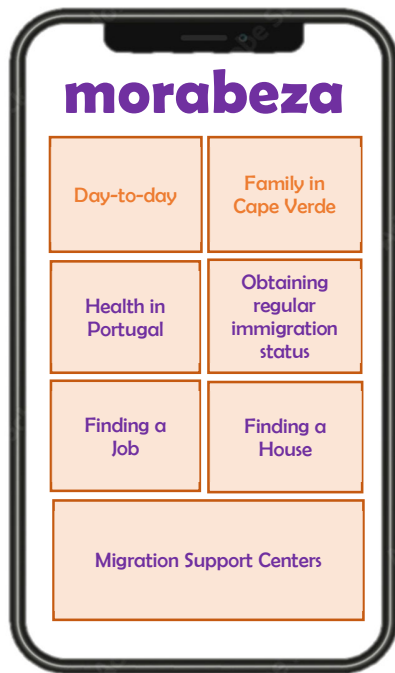 morabeza
Day-to-day
Family in
Cape Verde
Health in
Portugal
Obtaining
regular
immigration
status
Finding a
Job
Finding a
House
Migration Support Centers